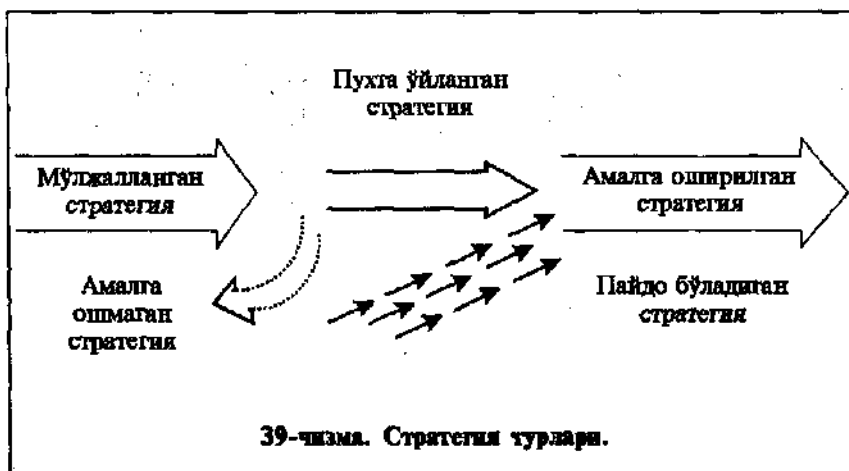 Пухта ўйланган
стратегия
Мўлжалланган
стратегия
Амалга оширилган
стратегия
Амалга
ошмаган
стратегия
Пайдо бўладиган
стратегия
39-чизма. Стратегия турлари.